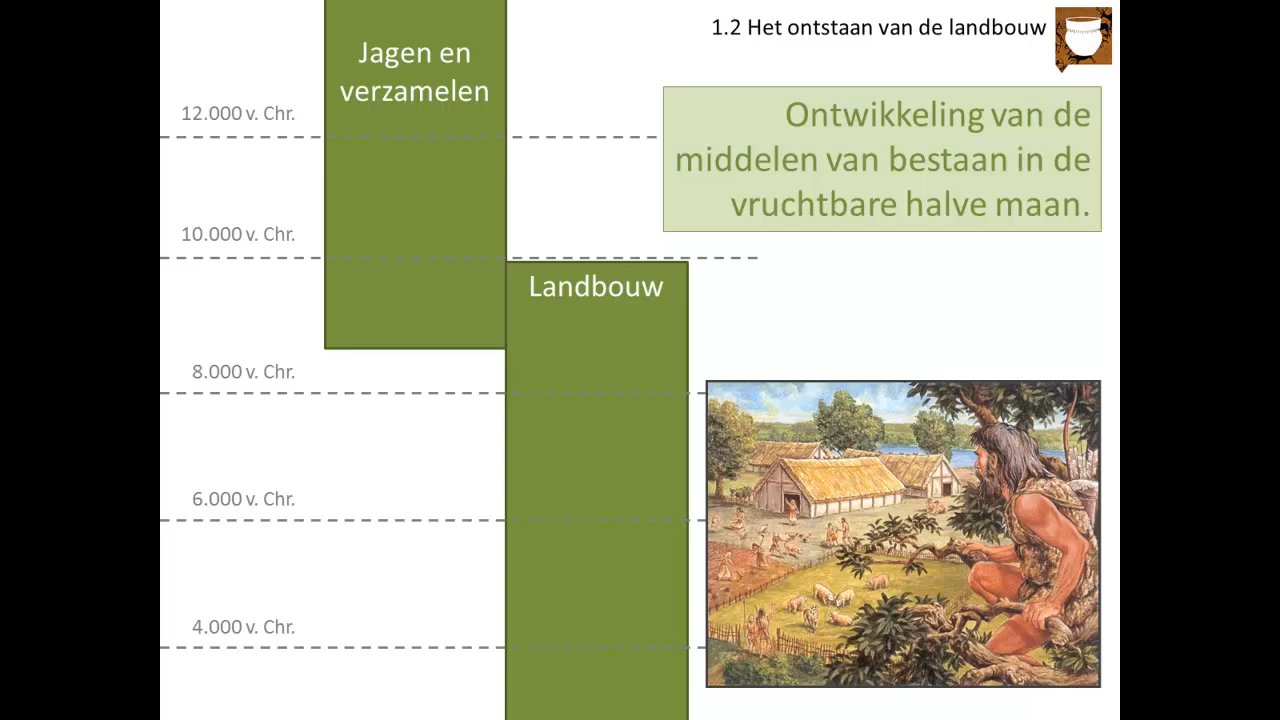 1.2 Het ontstaan van de landbouw
Jagen en
verzamelen
Ontwikkeling van de
middelen van bestaan in de
vruchtbare halve maan.
12.000 v. Chr.
10.000 v. Chr.
Landbouw
8.000 v. Chr.
6.000 v. Chr.
4.000 v. Chr.